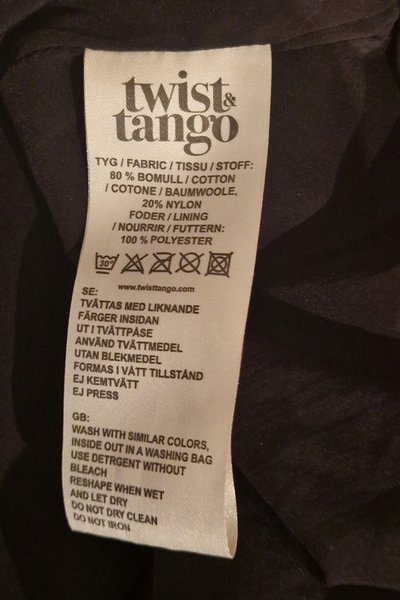 twist &
tango
TYG / FABRIC / TISSU / STOFF:
80 % BOMULL / COTTON
/ COTONE / BAUMWOOLE,
20% NYLON
FODER / LINING
/ NOURRIR / FUTTERN:
100 % POLYESTER
30°
www.twisttango.com
SE:
TVÄTTAS MED LIKNANDE
FÄRGER INSIDAN
UT I TVÄTTPÅSE
ANVÄND TVÄTTMEDEL
UTAN BLEKMEDEL
FORMAS I VÅTT TILLSTÅND
EJ KEMTVÄTT
EJ PRESS
GB:
WASH WITH SIMILAR COLORS,
INSIDE OUT IN A WASHING BAG
USE DETRGENT WITHOUT
BLEACH
RESHAPE WHEN WET
AND LET DRY
DO NOT DRY CLEAN
DO NOT IRON